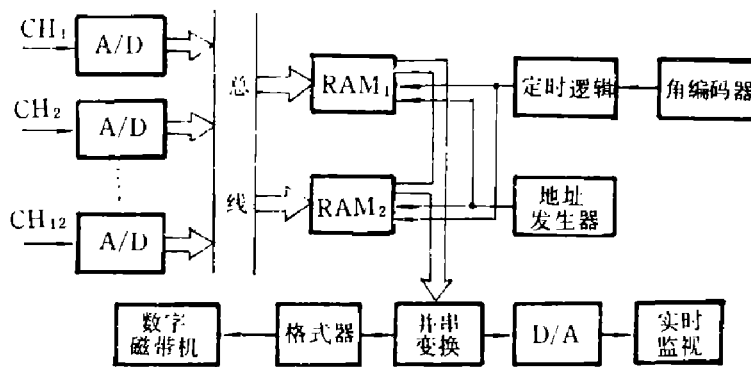 CH₁
A/D
CH₂
A/D
CH₁₂
A/D
总
线
RAM₁
RAM₂
定时逻辑
角编码器
地址
发生器
数字
磁带机
格式器
并串
变换
D/A
实时
监视